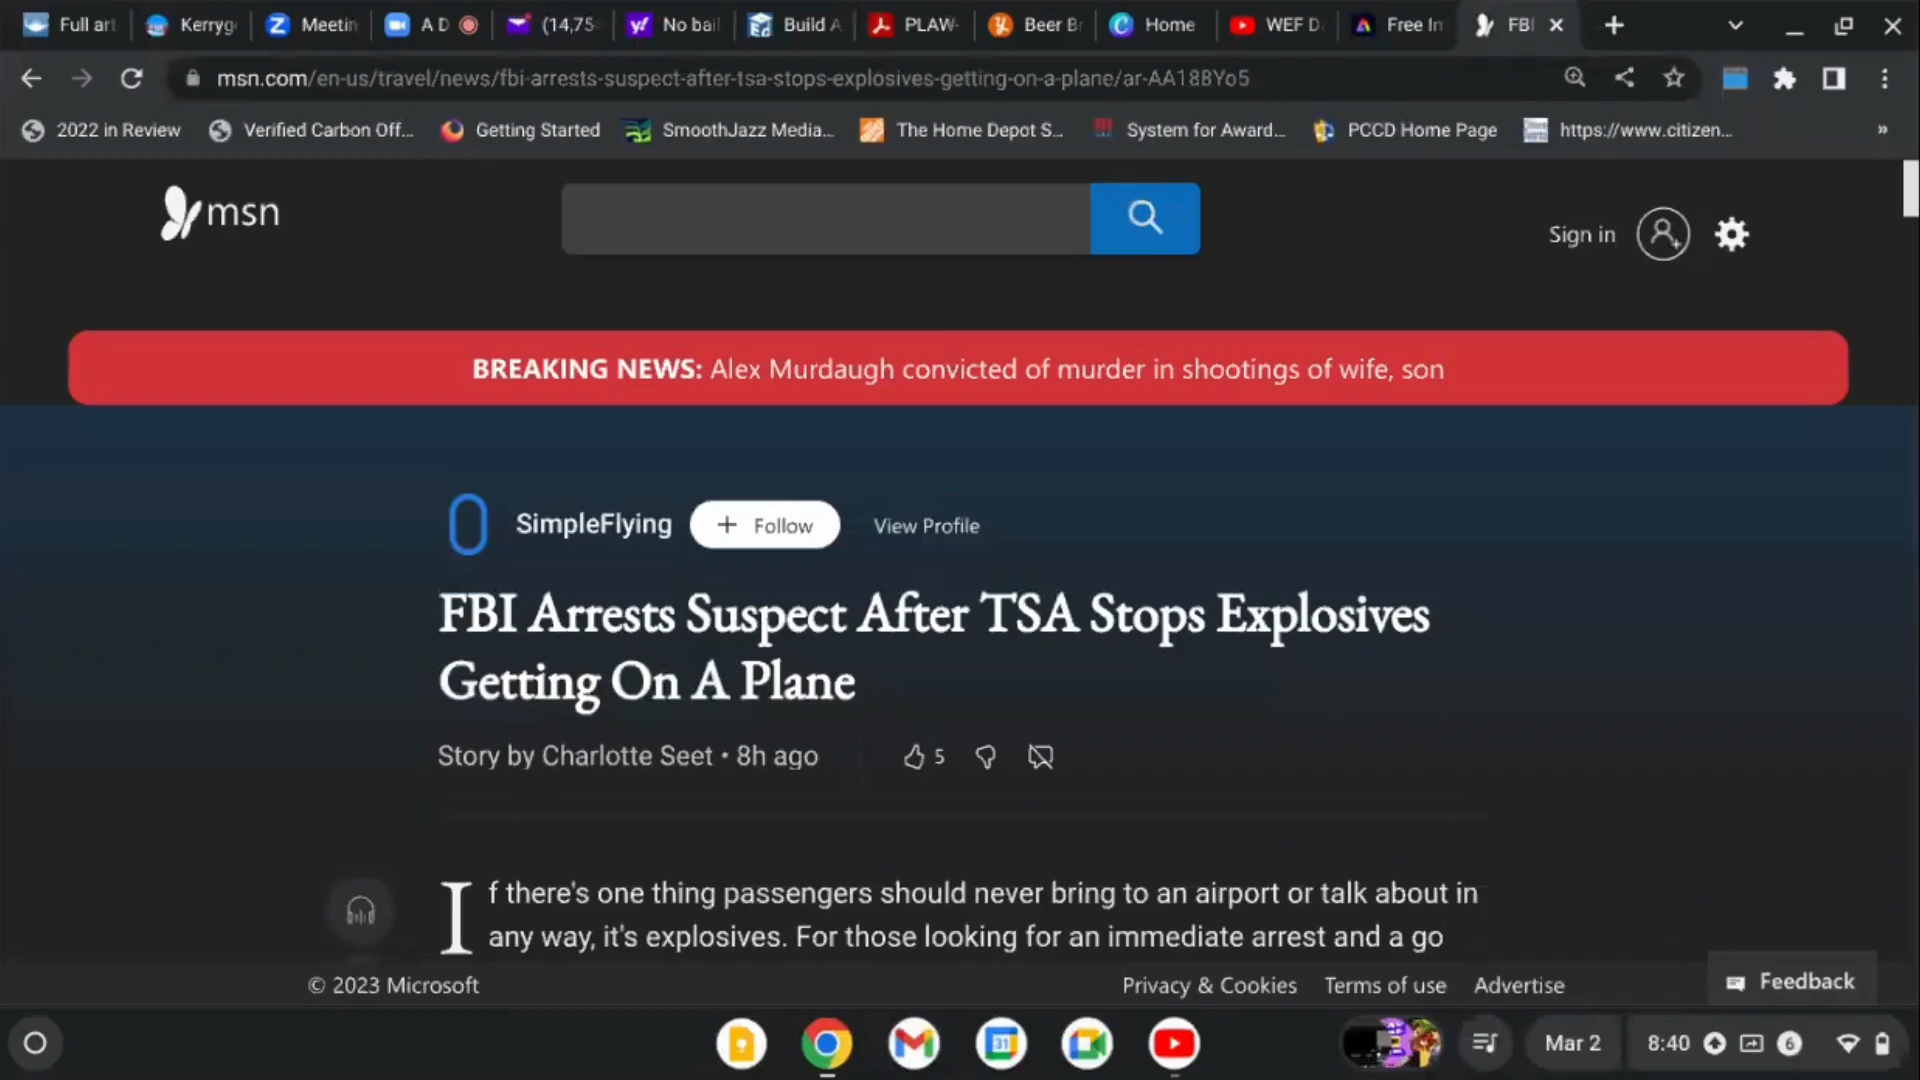 Full art
Kerryg
Meetin
A D
(14,75
No bail
Build A
PLAW-
Beer Br
Home
WEF D
Free In
FBI
msn.com/en-us/travel/news/fbi-arrests-suspect-after-tsa-stops-explosives-getting-on-a-plane/ar-AA188Yo5
2022 in Review
Verified Carbon Off...
Getting Started
SmoothJazz Media...
The Home Depot S...
System for Award...
PCCD Home Page
https://www.citizen...
»
msn
Sign in
BREAKING NEWS: Alex Murdaugh convicted of murder in shootings of wife, son
SimpleFlying
+ Follow
View Profile
FBI Arrests Suspect After TSA Stops Explosives
Getting On A Plane
Story by Charlotte Seet • 8h ago
5
If there's one thing passengers should never bring to an airport or talk about in
any way, it's explosives. For those looking for an immediate arrest and a go
© 2023 Microsoft
Privacy & Cookies
Terms of use
Advertise
Feedback
31
Mar 2
8:40
6